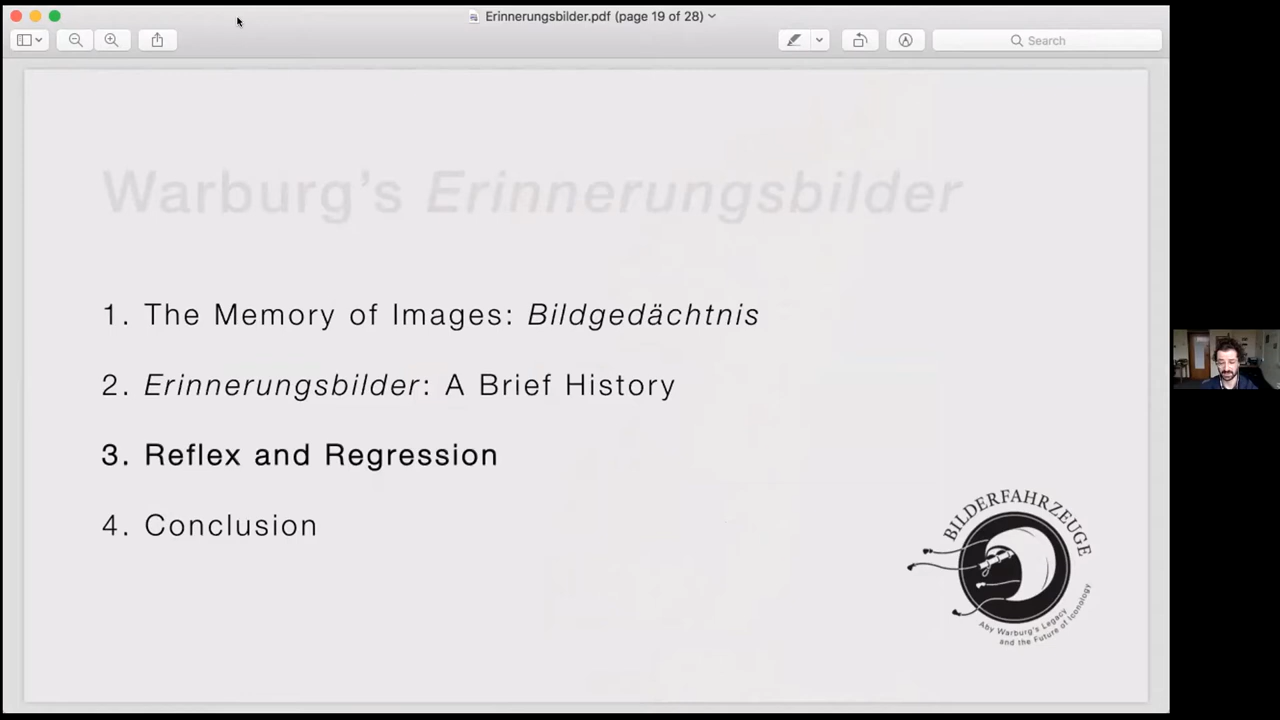 Erinnerungsbilder.pdf (page 19 of 28)
Search
Warburg's Erinnerungsbilder
1. The Memory of Images: Bildgedächtnis
2. Erinnerungsbilder: A Brief History
3. Reflex and Regression
4. Conclusion
BILDERFAHRZEUGE
Aby Warburg's Legacy
and the Future of Iconology